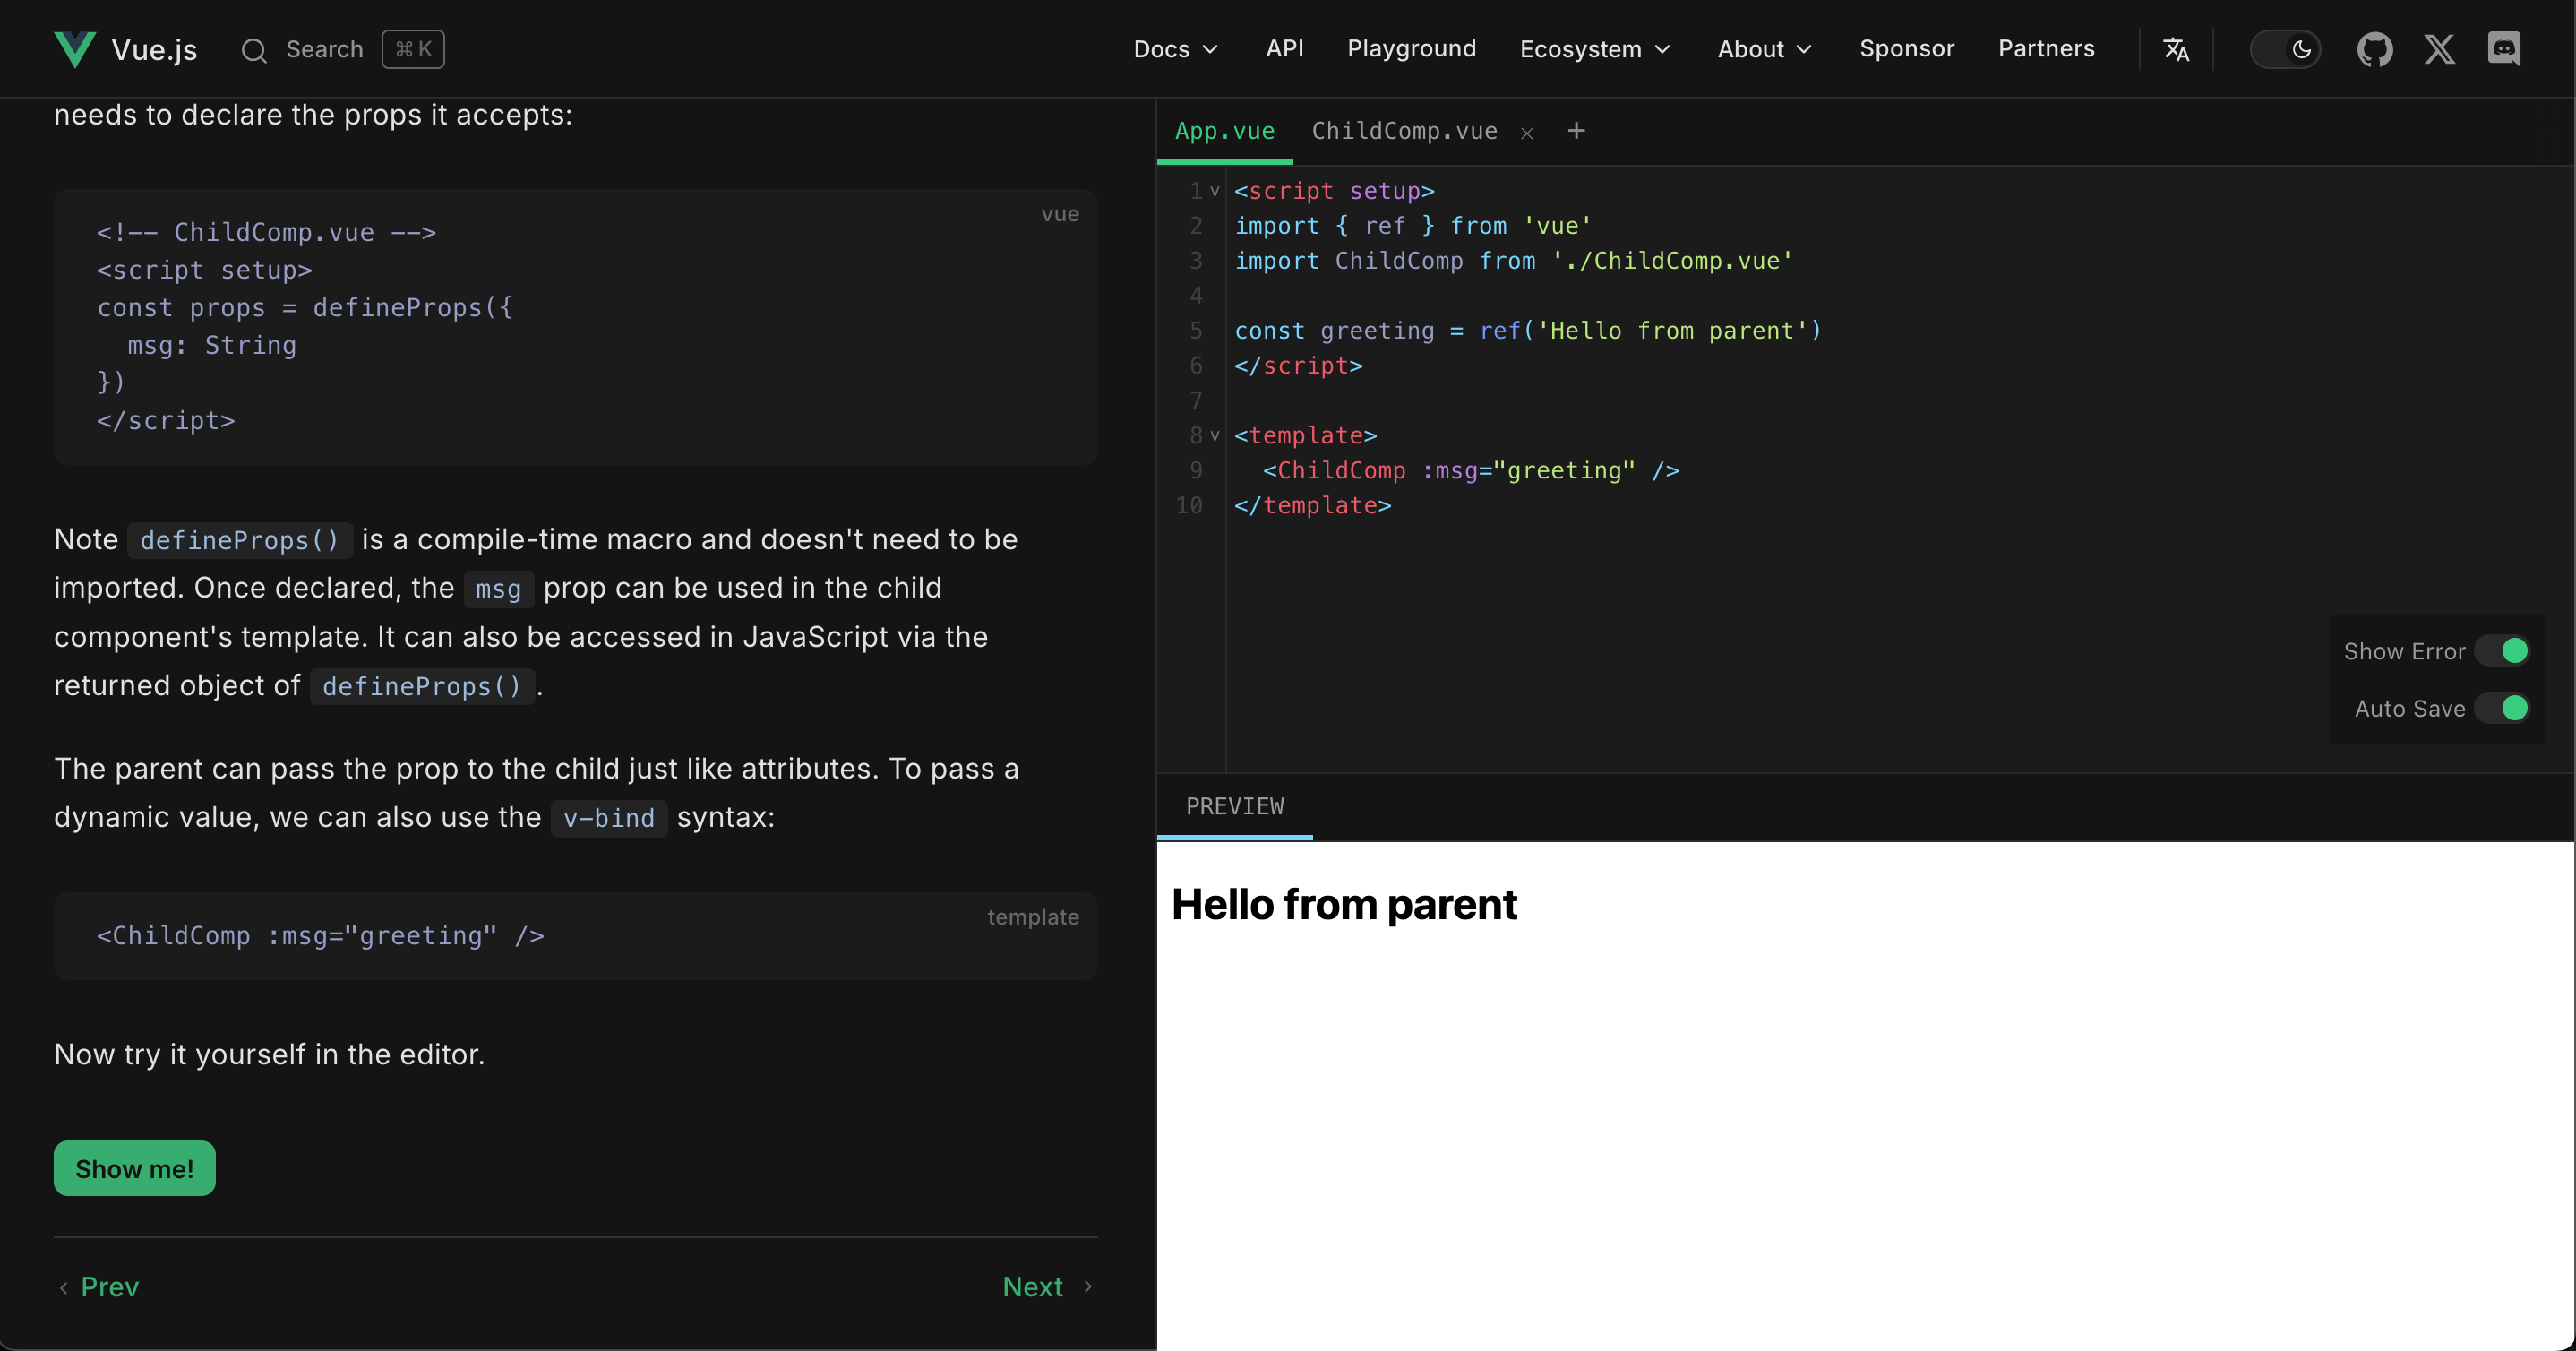 Vue.js Search ⌘ K Docs API Playground Ecosystem About Sponsor Partners
needs to declare the props it accepts:
vue
<!-- ChildComp.vue -->
<script setup>
const props = defineProps({
  msg: String
})
</script>
Note defineProps() is a compile-time macro and doesn't need to be
imported. Once declared, the msg prop can be used in the child
component's template. It can also be accessed in JavaScript via the
returned object of defineProps().
The parent can pass the prop to the child just like attributes. To pass a
dynamic value, we can also use the v-bind syntax:
template
<ChildComp :msg="greeting" />
Now try it yourself in the editor.
Show me!
‹ Prev
Next ›
App.vue ChildComp.vue × +
1 <script setup>
2 import { ref } from 'vue'
3 import ChildComp from './ChildComp.vue'
4
5 const greeting = ref('Hello from parent')
6 </script>
7
8 <template>
9   <ChildComp :msg="greeting" />
10 </template>
Show Error
Auto Save
PREVIEW
Hello from parent